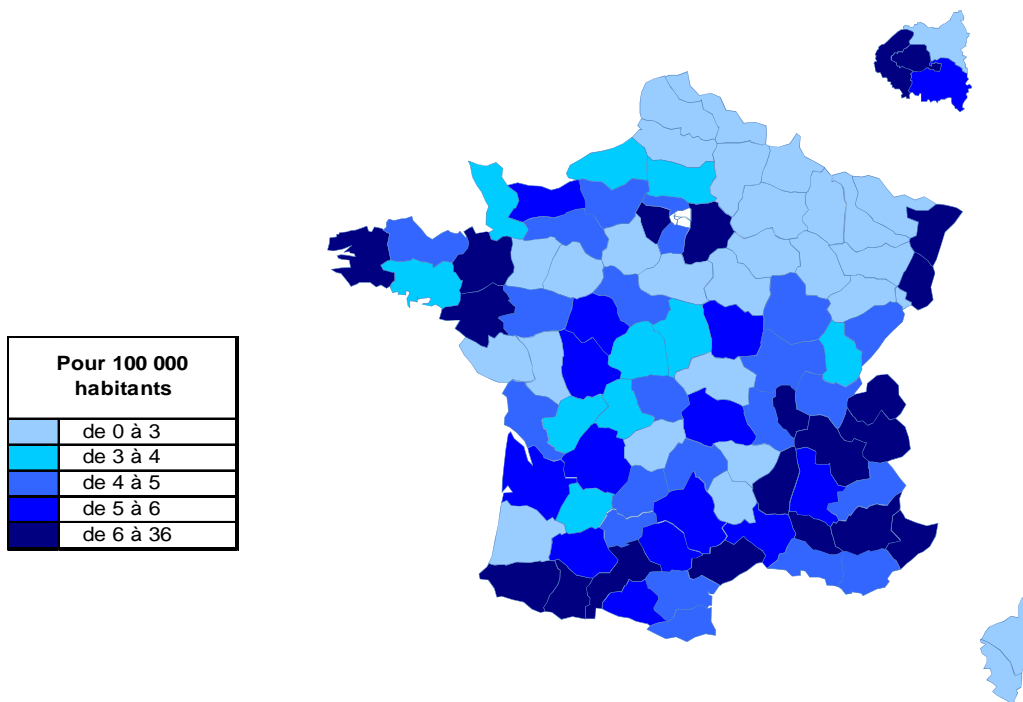 Pour 100 000
habitants
de 0 à 3
de 3 à 4
de 4 à 5
de 5 à 6
de 6 à 36